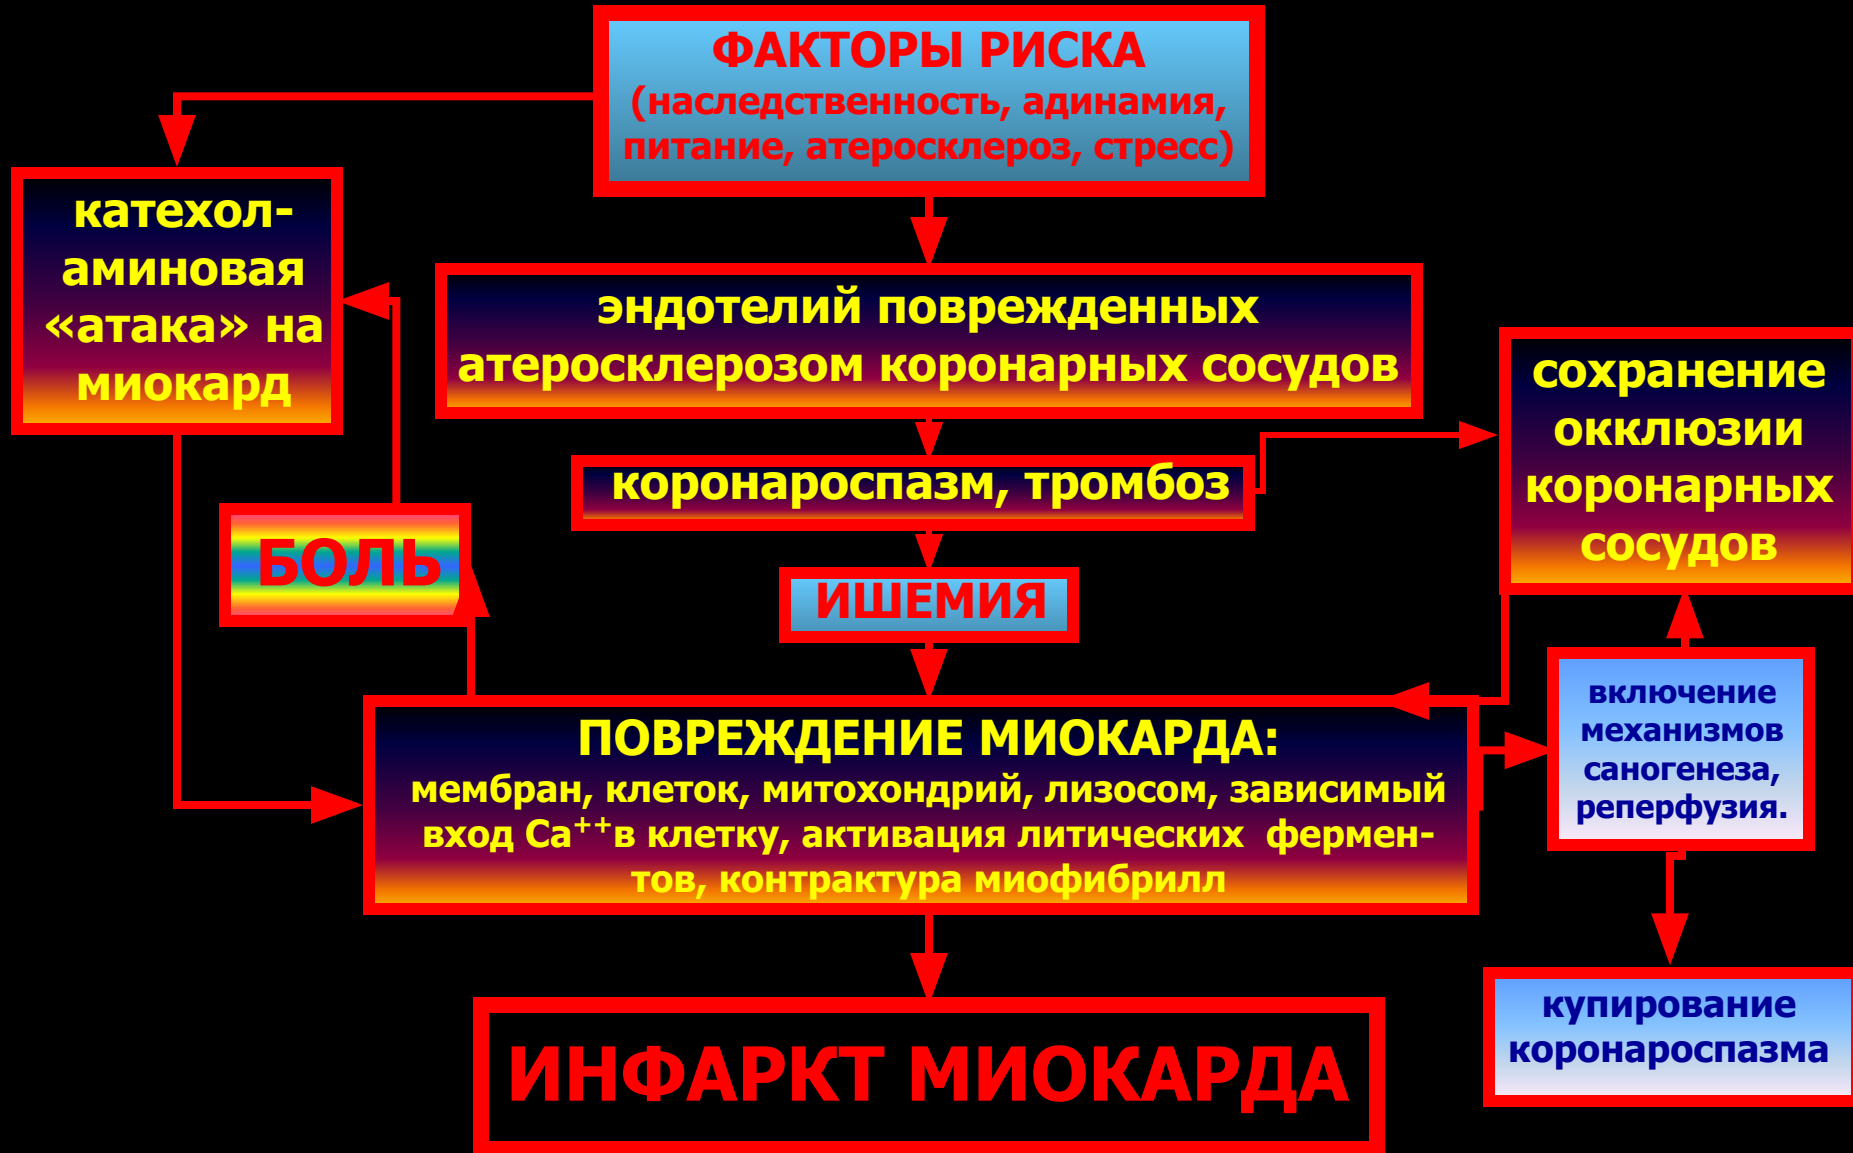 ФАКТОРЫ РИСКА
(наследственность, адинамия,
питание, атеросклероз, стресс)
катехол-
аминовая
«атака» на
миокард
эндотелий поврежденных
атеросклерозом коронарных сосудов
сохранение
окклюзии
коронарных
сосудов
коронароспазм, тромбоз
БОЛЬ
ИШЕМИЯ
включение
механизмов
саногенеза,
реперфузия.
ПОВРЕЖДЕНИЕ МИОКАРДА:
мембран, клеток, митохондрий, лизосом, зависимый
вход Са⁺⁺в клетку, активация литических  фермен-
тов, контрактура миофибрилл
купирование
коронароспазма
ИНФАРКТ МИОКАРДА